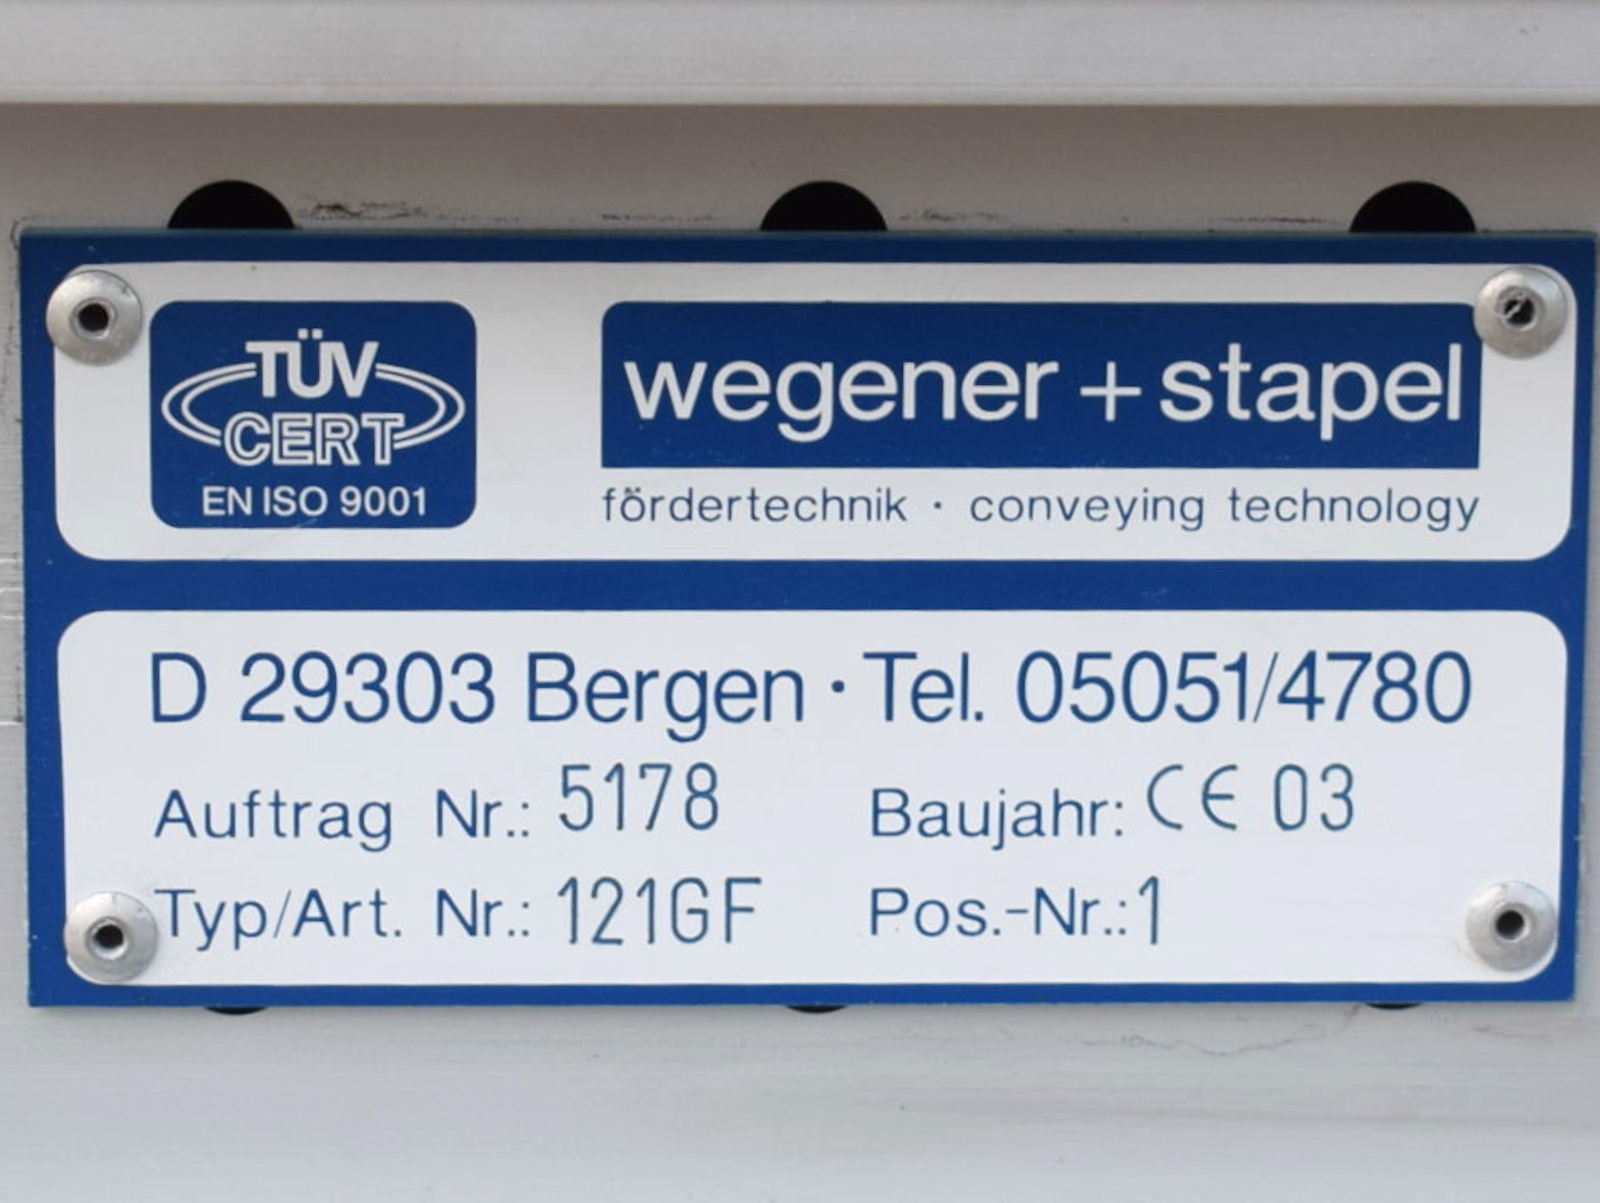 TÜV
CERT
EN ISO 9001
wegener + stapel
fördertechnik · conveying technology
D 29303 Bergen · Tel. 05051/4780
Auftrag Nr.: 5178 Baujahr: CE 03
Typ/Art. Nr.: 121GF Pos.-Nr.: 1